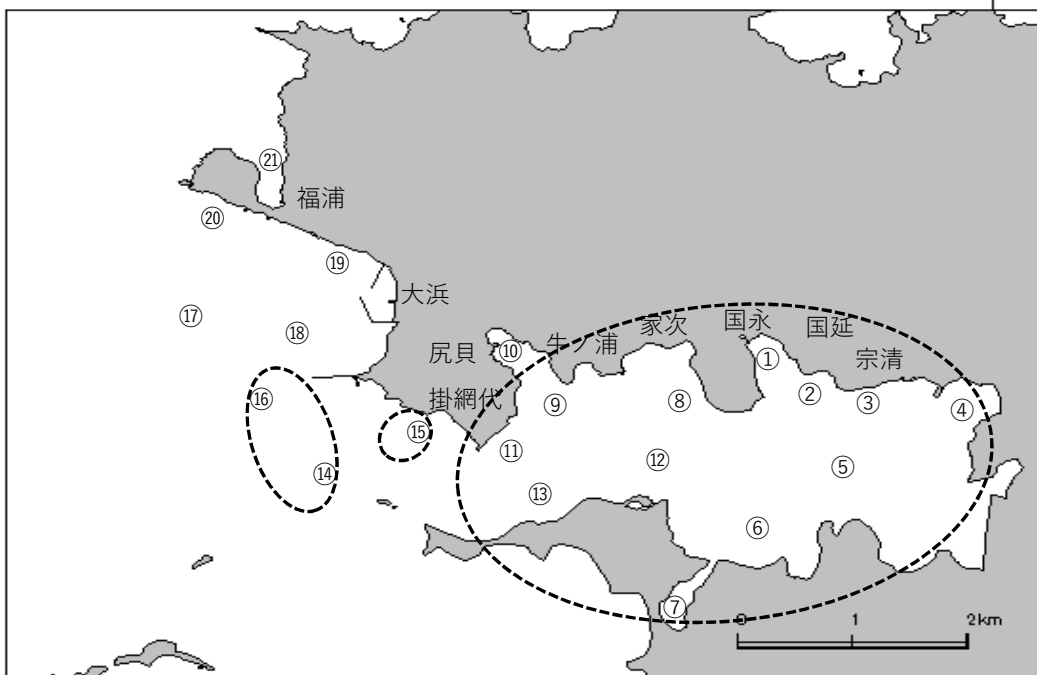 ㉑
福浦
⑳
⑲
大浜
⑰
⑱
国永
国延
家次
牛ノ浦
尻貝
⑩
①
宗清
掛網代
⑯
⑨
⑧
②
③
④
⑮
⑪
⑫
⑤
⑭
⑬
⑥
⑦
0 1 2km